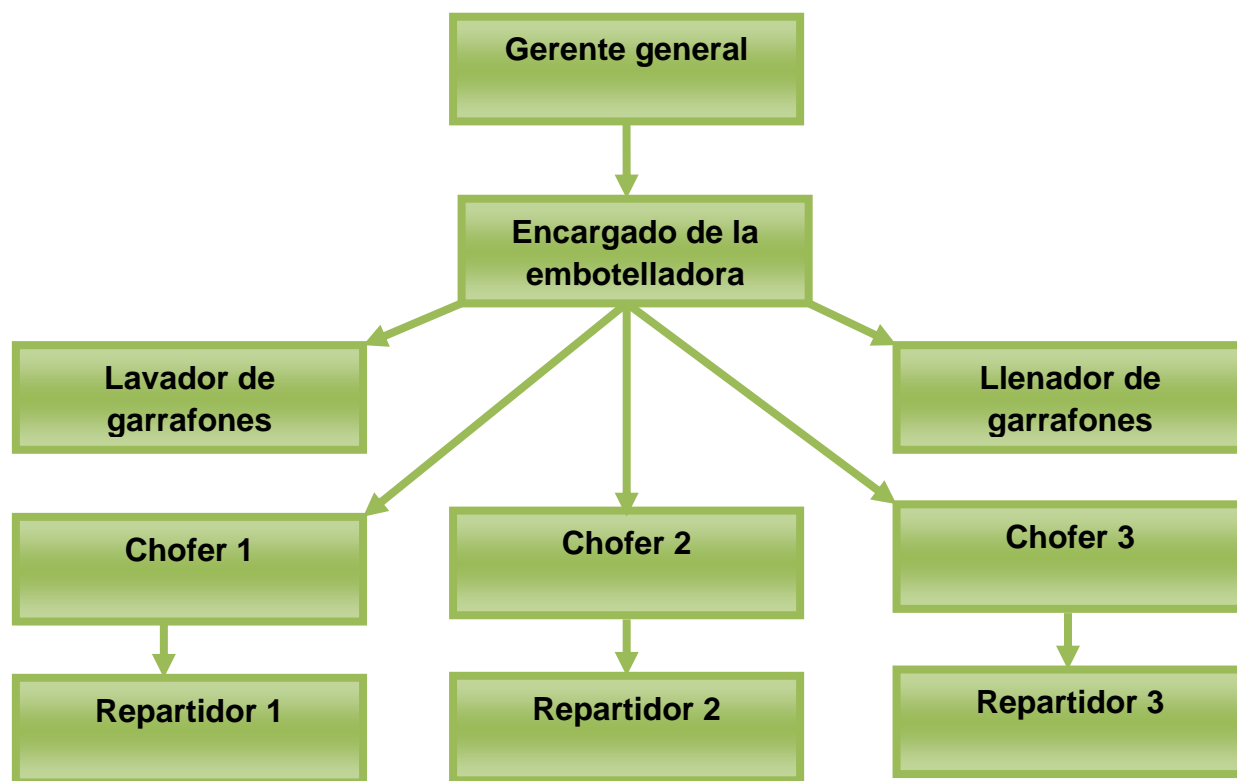 Gerente general
Encargado de la
embotelladora
Lavador de
garrafones
Llenador de
garrafones
Chofer 1
Chofer 2
Chofer 3
Repartidor 1
Repartidor 2
Repartidor 3